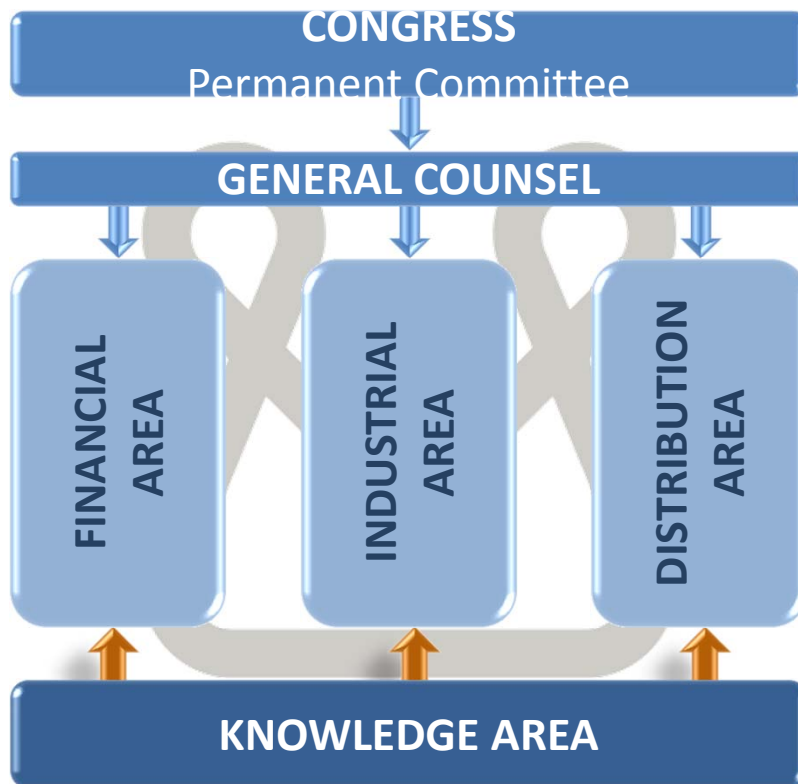 CONGRESS
Permanent Committee
GENERAL COUNSEL
FINANCIAL
AREA
INDUSTRIAL
AREA
DISTRIBUTION
AREA
KNOWLEDGE AREA